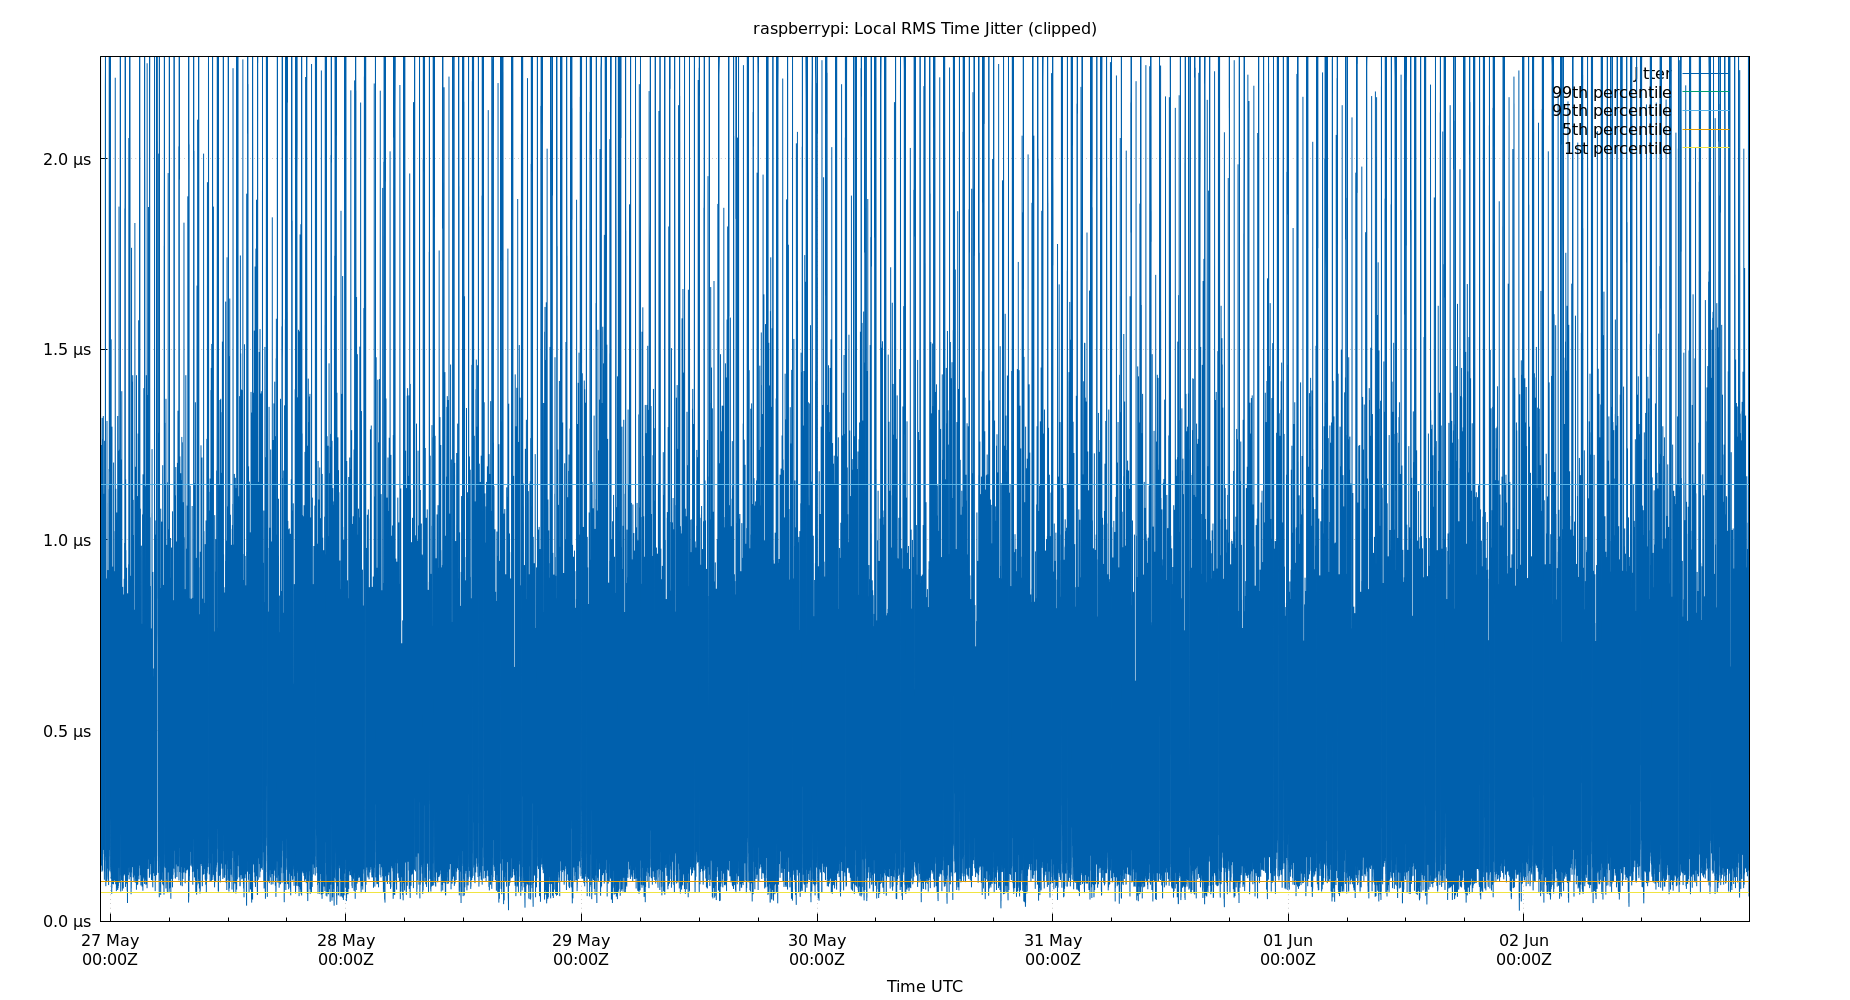 raspberrypi: Local RMS Time Jitter (clipped)
jitter
99th percentile
95th percentile
5th percentile
1st percentile
2.0 µs
1.5 µs
1.0 µs
0.5 µs
0.0 µs
27 May 28 May 29 May 30 May 31 May 01 Jun 02 Jun
00:00Z 00:00Z 00:00Z 00:00Z 00:00Z 00:00Z 00:00Z
Time UTC